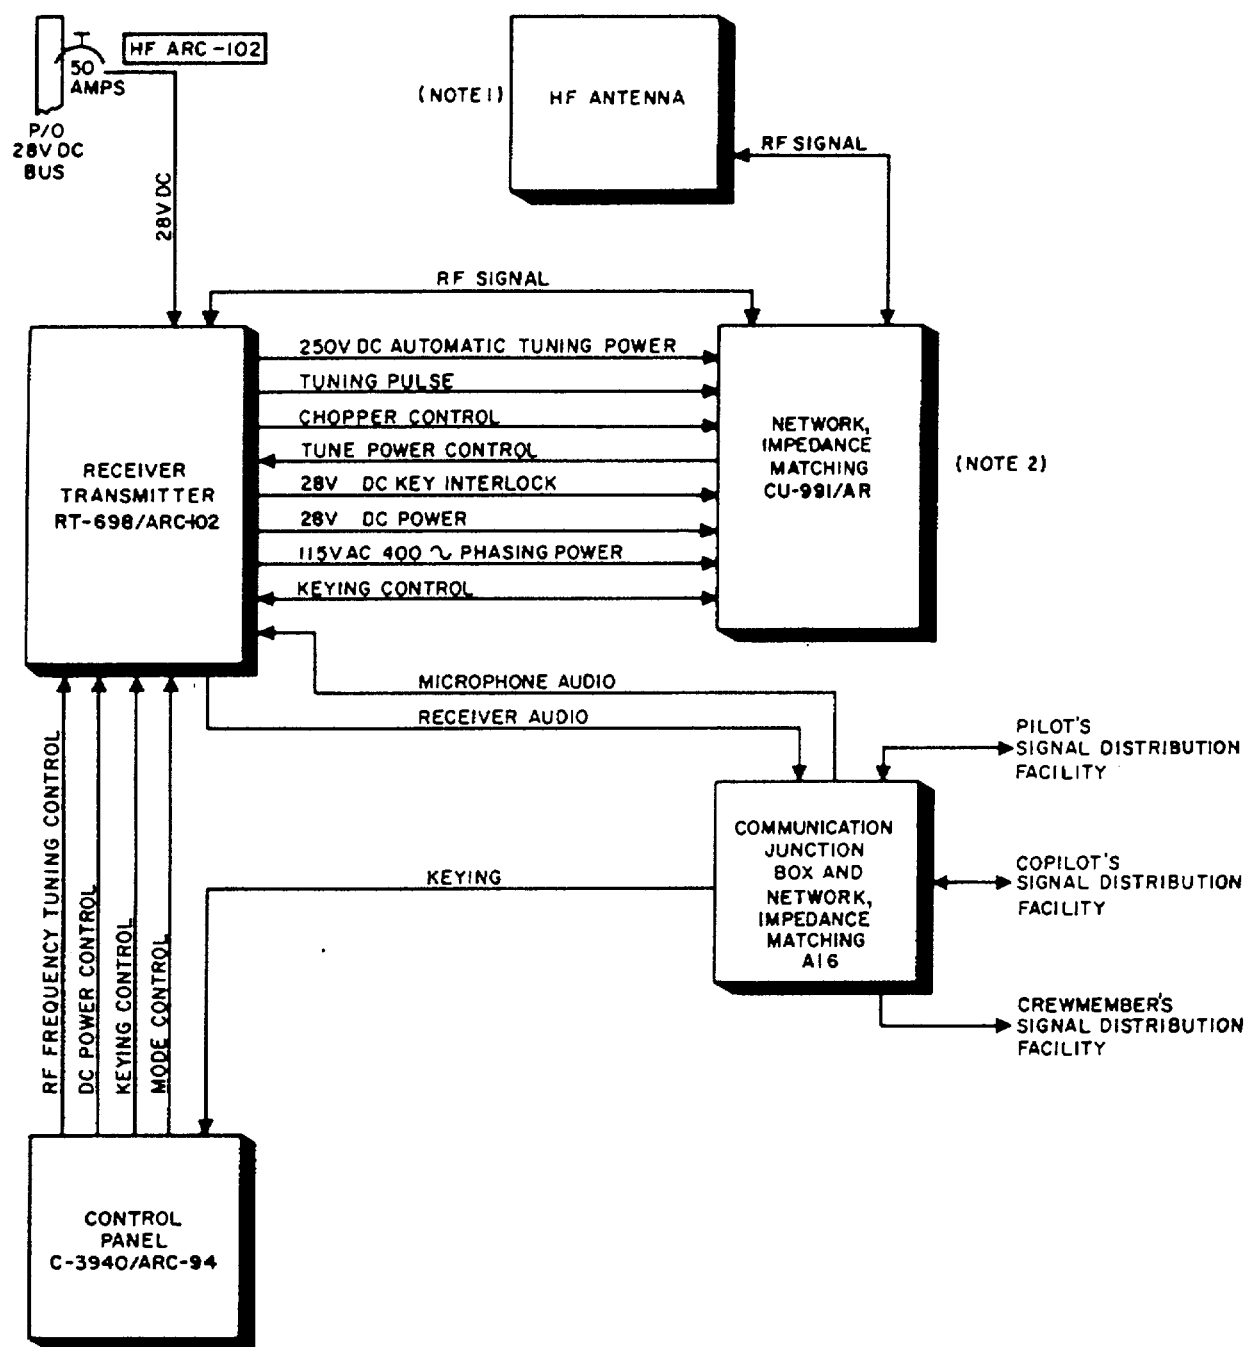 HF ARC-102
50
AMPS
P/O
28V DC
BUS
28V DC
(NOTE 1)
HF ANTENNA
RF SIGNAL
RF SIGNAL
RECEIVER
TRANSMITTER
RT-698/ARC-102
250V DC AUTOMATIC TUNING POWER
TUNING PULSE
CHOPPER CONTROL
TUNE POWER CONTROL
28V DC KEY INTERLOCK
28V DC POWER
115V AC 400 ∿ PHASING POWER
KEYING CONTROL
NETWORK,
IMPEDANCE
MATCHING
CU-991/AR
(NOTE 2)
MICROPHONE AUDIO
RECEIVER AUDIO
PILOT'S
SIGNAL DISTRIBUTION
FACILITY
COMMUNICATION
JUNCTION
BOX AND
NETWORK,
IMPEDANCE
MATCHING
A16
COPILOT'S
SIGNAL DISTRIBUTION
FACILITY
CREWMEMBER'S
SIGNAL DISTRIBUTION
FACILITY
KEYING
RF FREQUENCY TUNING CONTROL
DC POWER CONTROL
KEYING CONTROL
MODE CONTROL
CONTROL
PANEL
C-3940/ARC-94